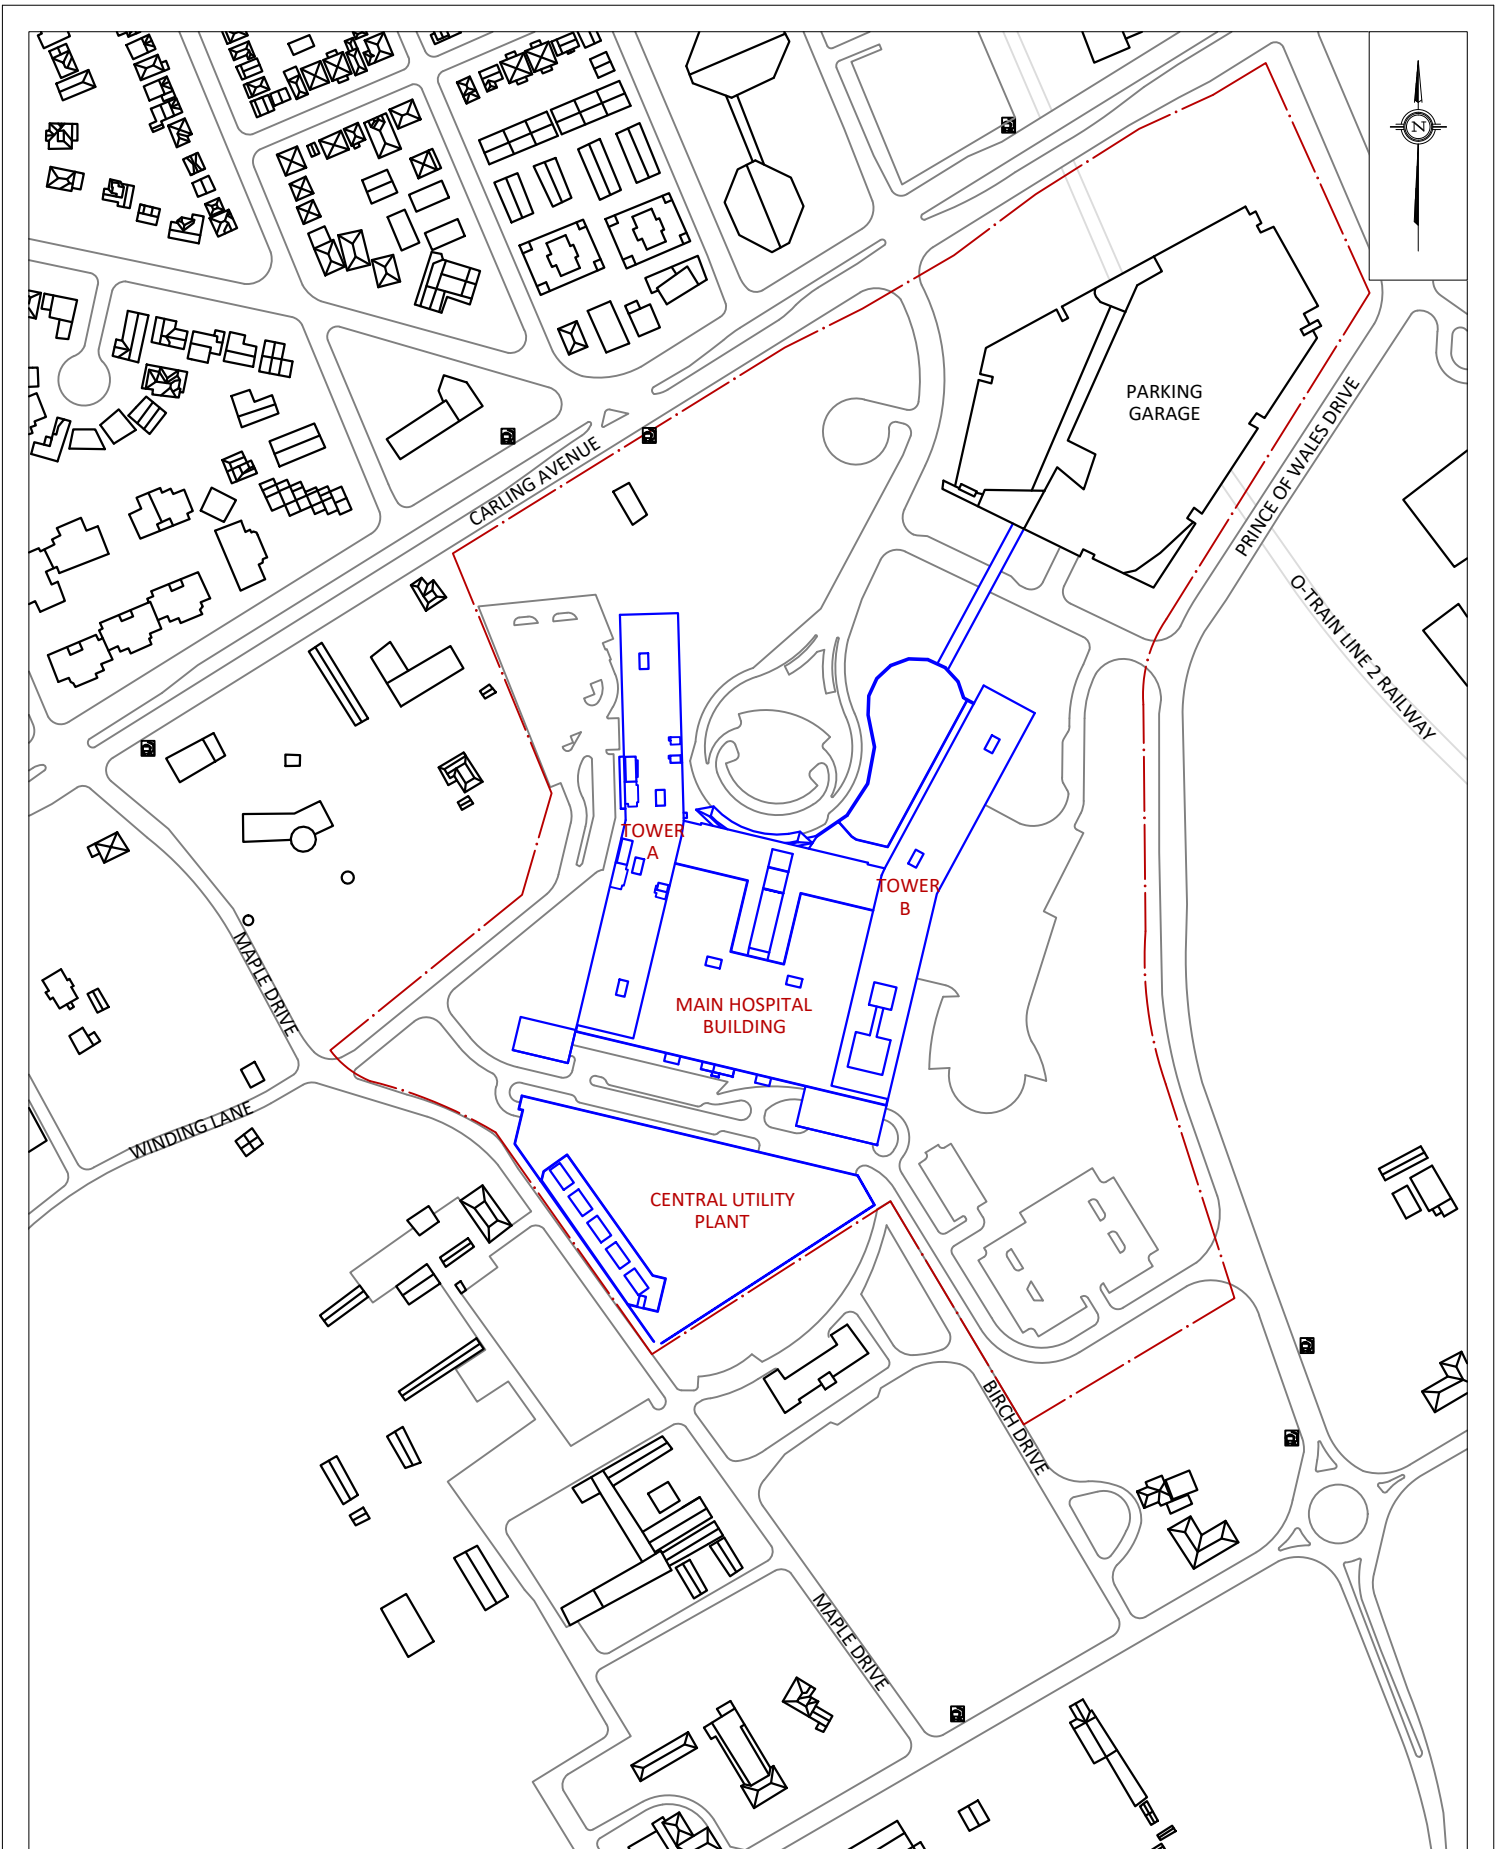 N
PARKING
GARAGE
PRINCE OF WALES DRIVE
CARLING AVENUE
O-TRAIN LINE 2 RAILWAY
TOWER
A
TOWER
B
MAPLE DRIVE
MAIN HOSPITAL
BUILDING
WINDING LANE
CENTRAL UTILITY
PLANT
BIRCH DRIVE
MAPLE DRIVE